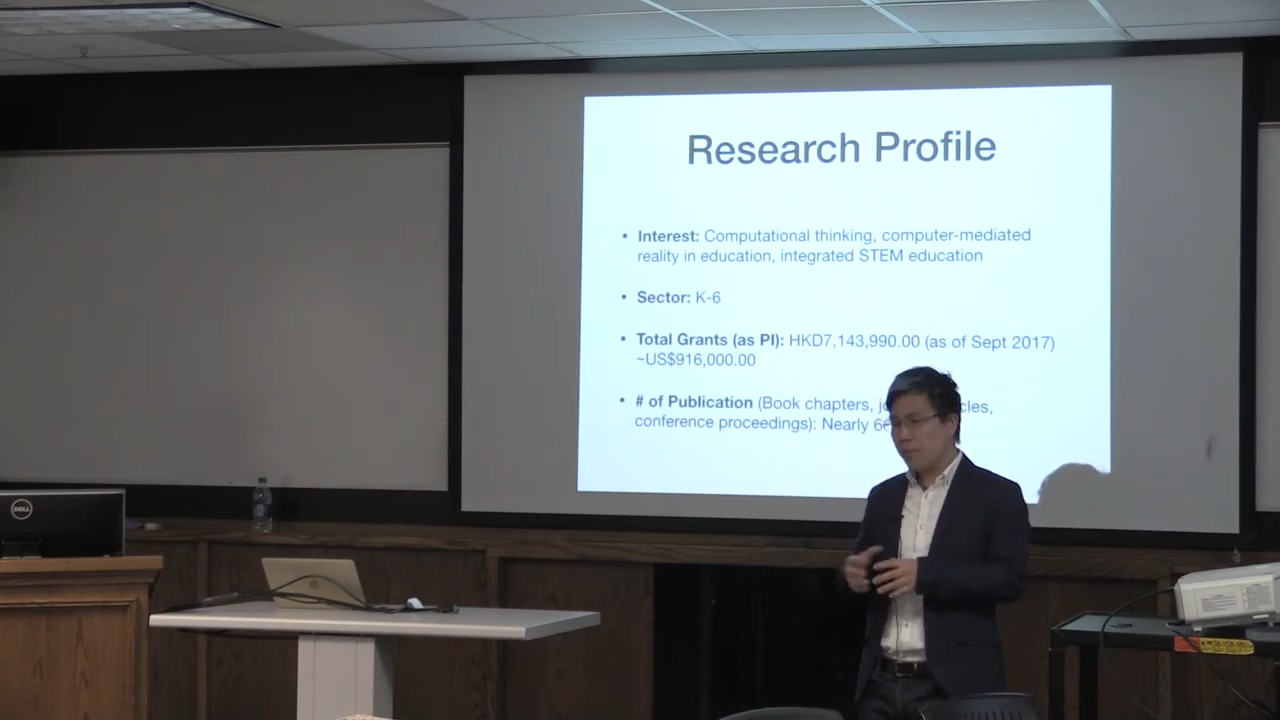 Research Profile
• Interest: Computational thinking, computer-mediated
reality in education, integrated STEM education
• Sector: K-6
• Total Grants (as PI): HKD7,143,990.00 (as of Sept 2017)
~US$916,000.00
• # of Publication (Book chapters,
conference proceedings): Nearly
DELL